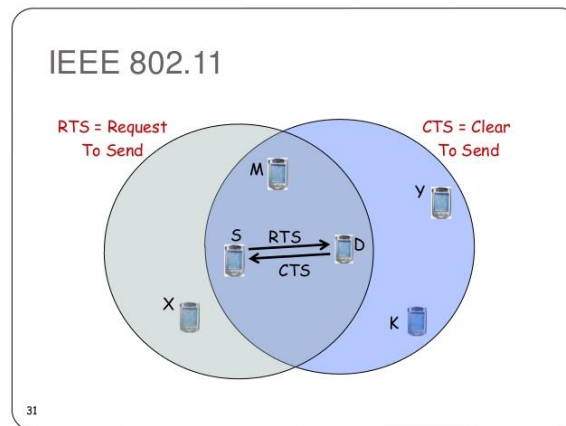 IEEE 802.11
RTS = Request
To Send
CTS = Clear
To Send
M
Y
S
RTS
D
CTS
X
K
31